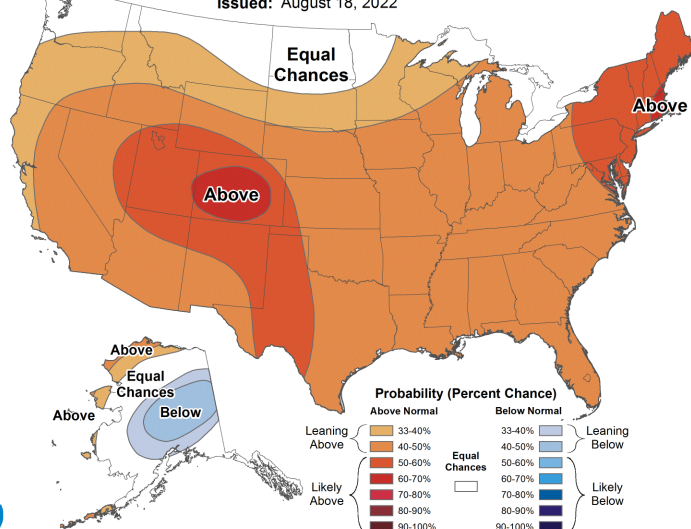 Issued: August 18, 2022
Equal
Chances
Above
Above
Above
Equal
Chances
Above
Below
Probability (Percent Chance)
Above Normal
Below Normal
Leaning
Above
33-40%
40-50%
33-40%
40-50%
Leaning
Below
Likely
Above
50-60%
60-70%
70-80%
80-90%
90-100%
Equal
Chances
50-60%
60-70%
70-80%
80-90%
90-100%
Likely
Below